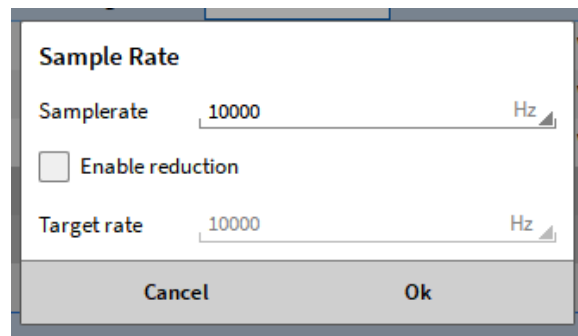 Sample Rate
Samplerate 10000 Hz
Enable reduction
Target rate 10000 Hz
Cancel Ok